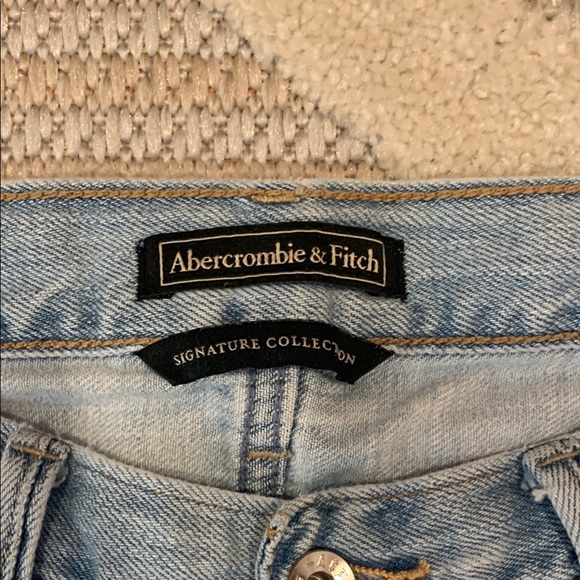 Abercrombie & Fitch
SIGNATURE COLLECTION